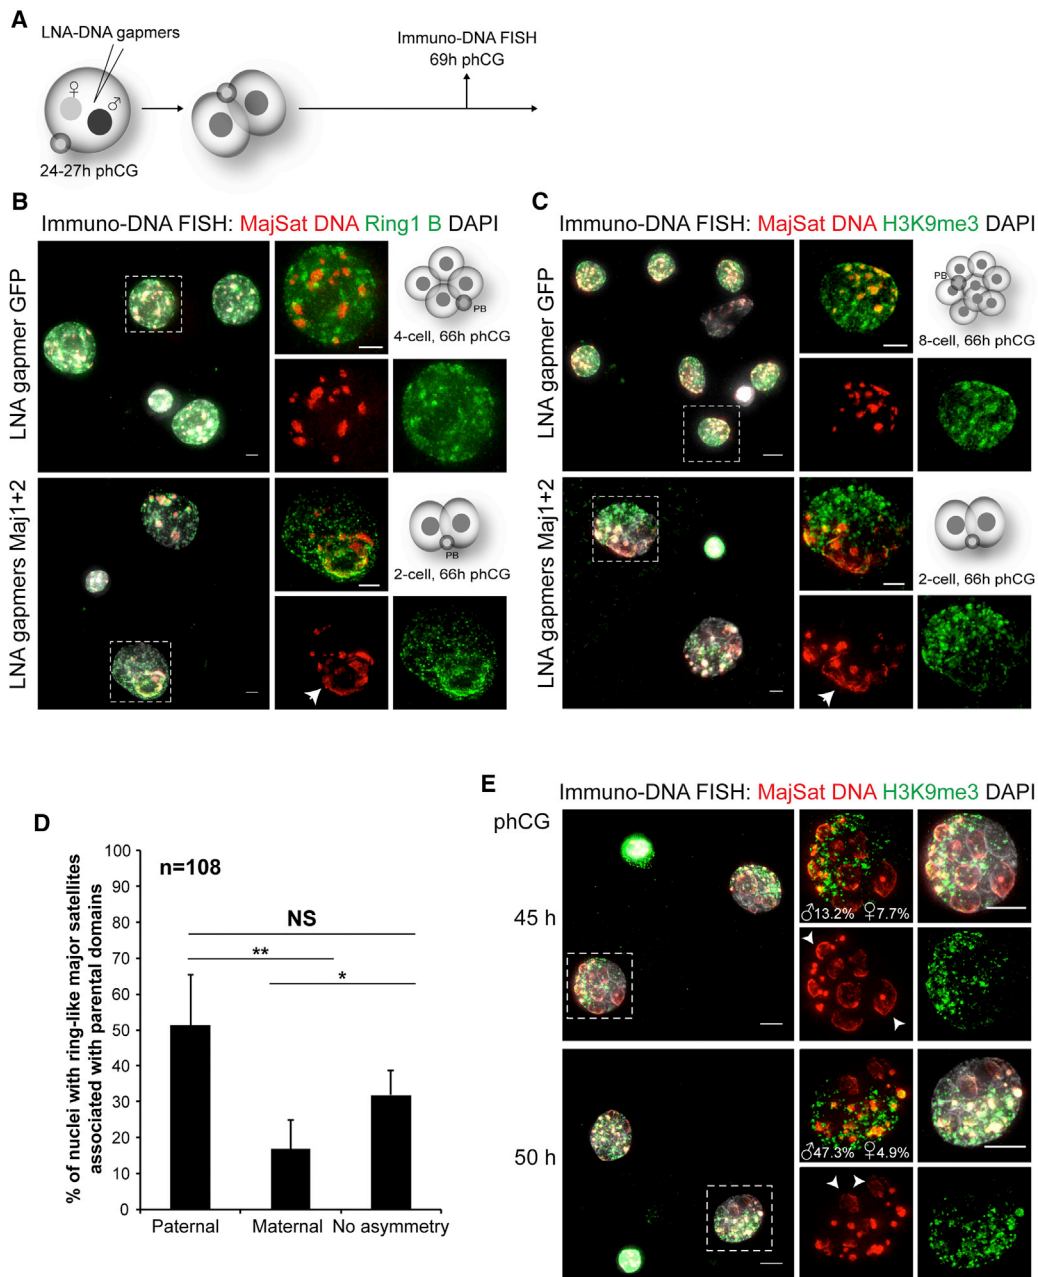 A
LNA-DNA gapmers
♀
♂
24-27h phCG
Immuno-DNA FISH
69h phCG
B
Immuno-DNA FISH: MajSat DNA Ring1 B DAPI
LNA gapmer GFP
PB
4-cell, 66h phCG
LNA gapmers Maj1+2
PB
2-cell, 66h phCG
C
Immuno-DNA FISH: MajSat DNA H3K9me3 DAPI
LNA gapmer GFP
PB
8-cell, 66h phCG
LNA gapmers Maj1+2
2-cell, 66h phCG
D
% of nuclei with ring-like major satellites
associated with parental domains
100
90
80
70
60
50
40
30
20
10
0
n=108
NS
**
*
Paternal Maternal No asymmetry
E
Immuno-DNA FISH: MajSat DNA H3K9me3 DAPI
phCG
45 h
♂13.2% ♀7.7%
50 h
♂47.3% ♀4.9%